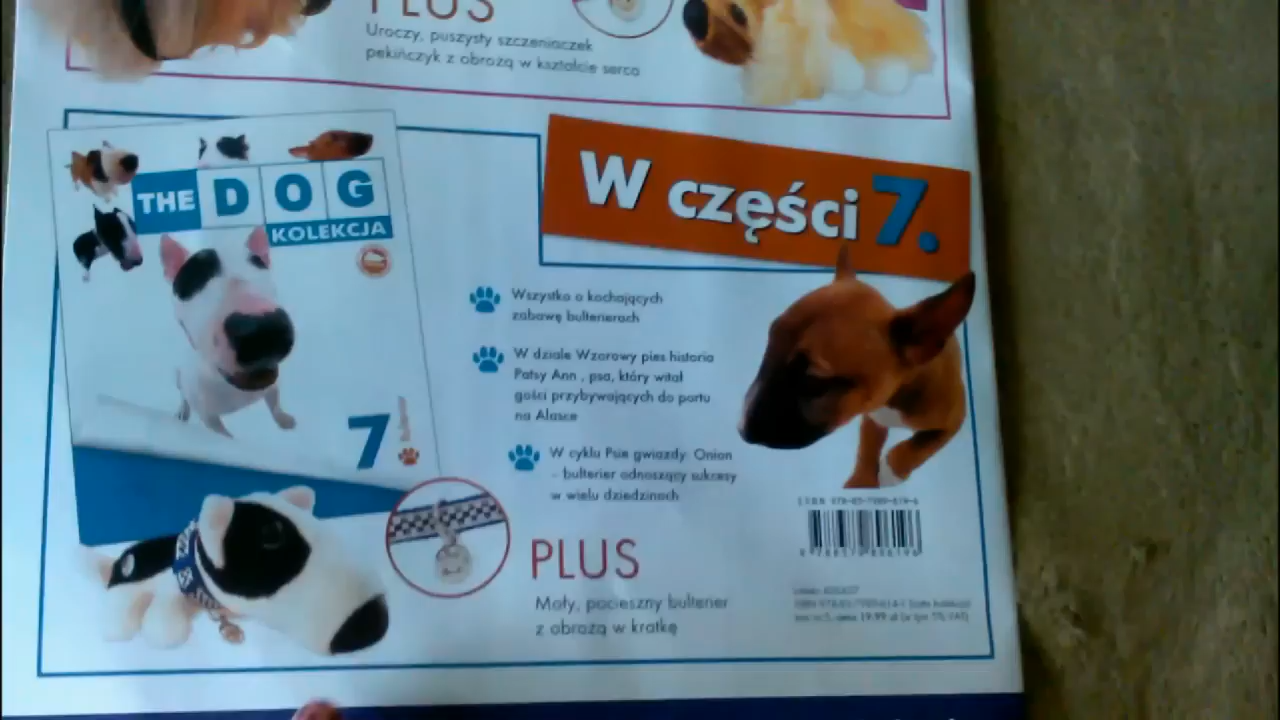 PLUS
Uroczy, puszysty szczeniaczek
pekińczyk z obrożą w kształcie serca
THE DOG
KOLEKCJA
7
W części 7.
Wszystko o kochających
zabawę bulterierach
W dziale Wzorowy pies historia
Patsy Ann, psa, który witał
gości przybywających do portu
na Alasce
W cyklu Psie gwiazdy: Onion
- bulterier odnoszący sukcesy
w wielu dziedzinach
PLUS
Mały, pocieszny bulterier
z obrożą w kratkę
ISBN